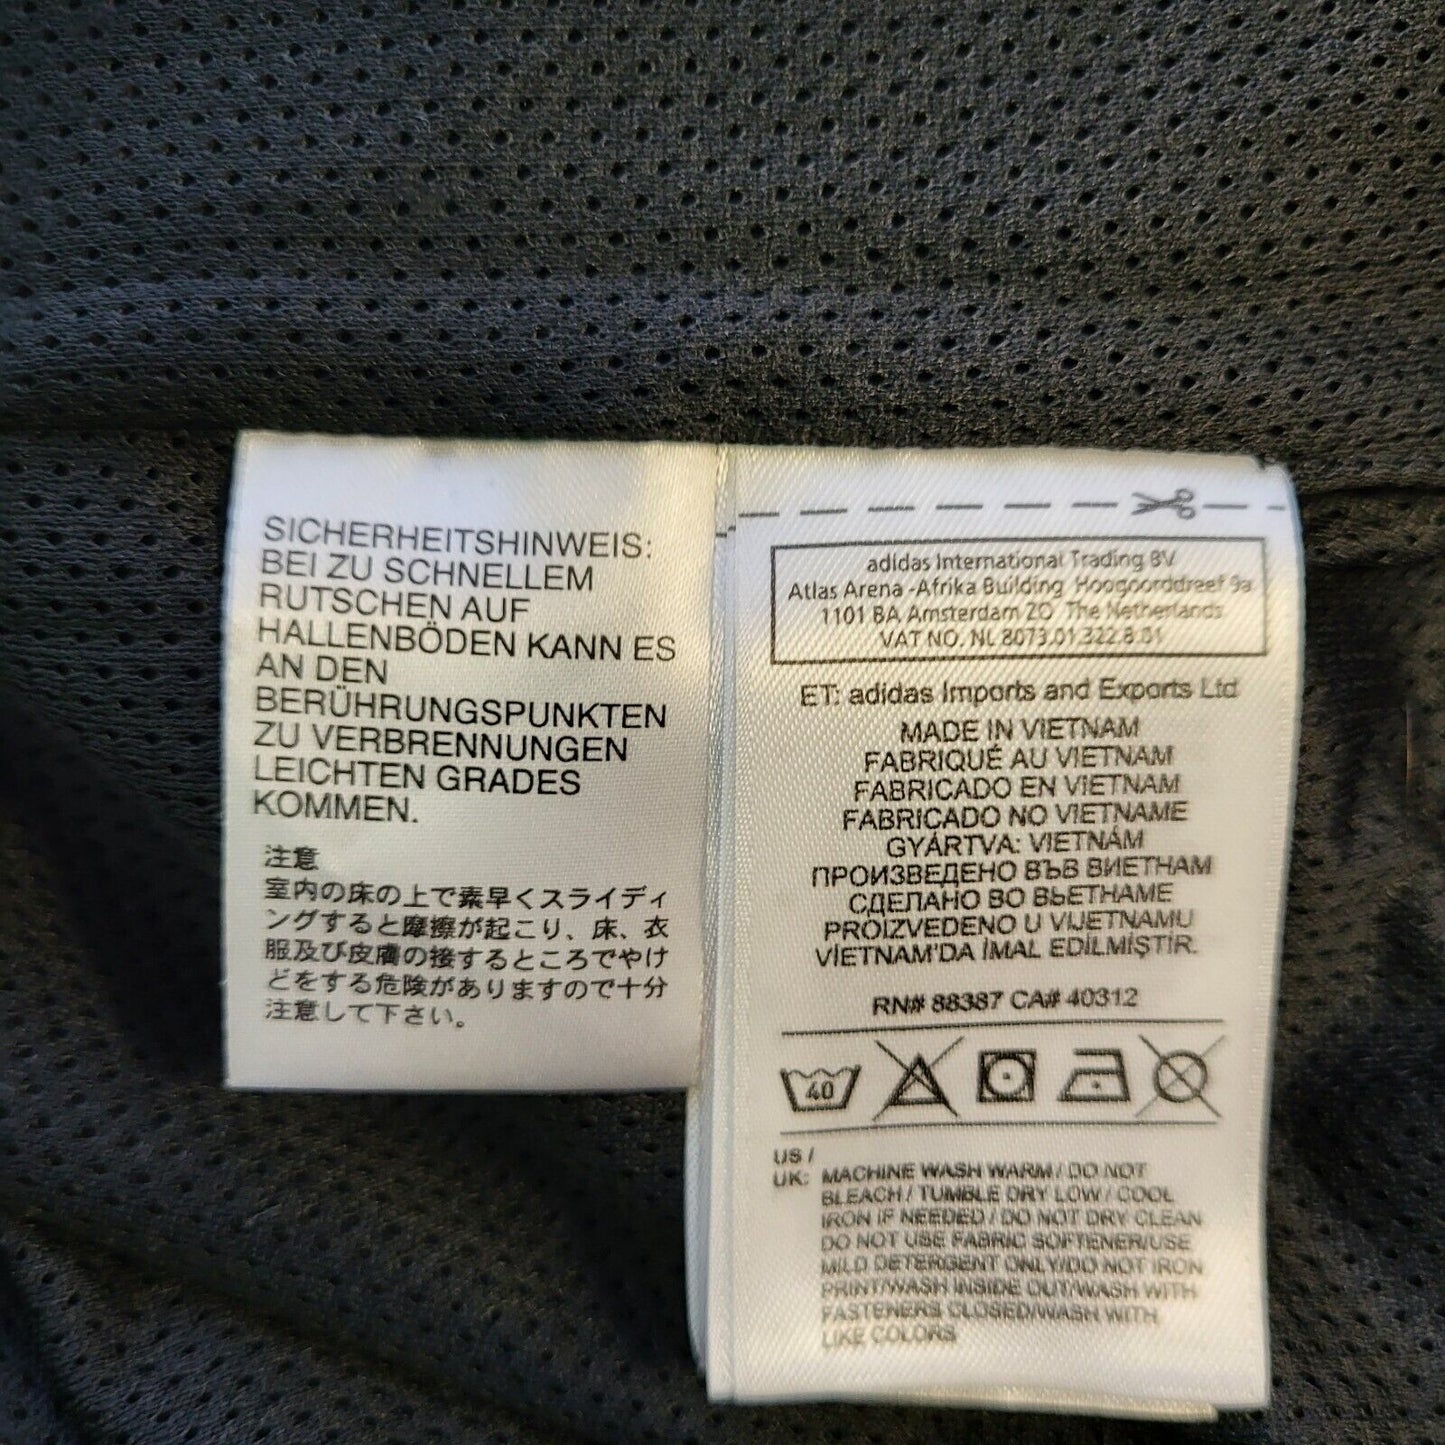 SICHERHEITSHINWEIS:
BEI ZU SCHNELLEM
RUTSCHEN AUF
HALLENBÖDEN KANN ES
AN DEN
BERÜHRUNGSPUNKTEN
ZU VERBRENNUNGEN
LEICHTEN GRADES
KOMMEN.
注意
室内の床の上で素早くスライディ
ングすると摩擦が起こり、床、衣
服及び皮膚の接するところでやけ
どをする危険がありますので十分
注意して下さい。
adidas International Trading BV
Atlas Arena -Afrika Building Hoogoorddreef 9a
1101 BA Amsterdam ZO The Netherlands
VAT NO. NL 8073.01.322.B.01
ET: adidas Imports and Exports Ltd
MADE IN VIETNAM
FABRIQUÉ AU VIETNAM
FABRICADO EN VIETNAM
FABRICADO NO VIETNAME
GYÁRTVA: VIETNÁM
ПРОИЗВЕДЕНО ВЪВ ВИЕТНАМ
СДЕЛАНО ВО ВЬЕТНАМЕ
PROIZVEDENO U VIJETNAMU
VİETNAM'DA İMAL EDİLMİŞTİR.
RN# 88387 CA# 40312
40
US /
UK: MACHINE WASH WARM / DO NOT
BLEACH / TUMBLE DRY LOW / COOL
IRON IF NEEDED / DO NOT DRY CLEAN
DO NOT USE FABRIC SOFTENER/USE
MILD DETERGENT ONLY/DO NOT IRON
PRINT/WASH INSIDE OUT/WASH WITH
FASTENERS CLOSED/WASH WITH
LIKE COLORS